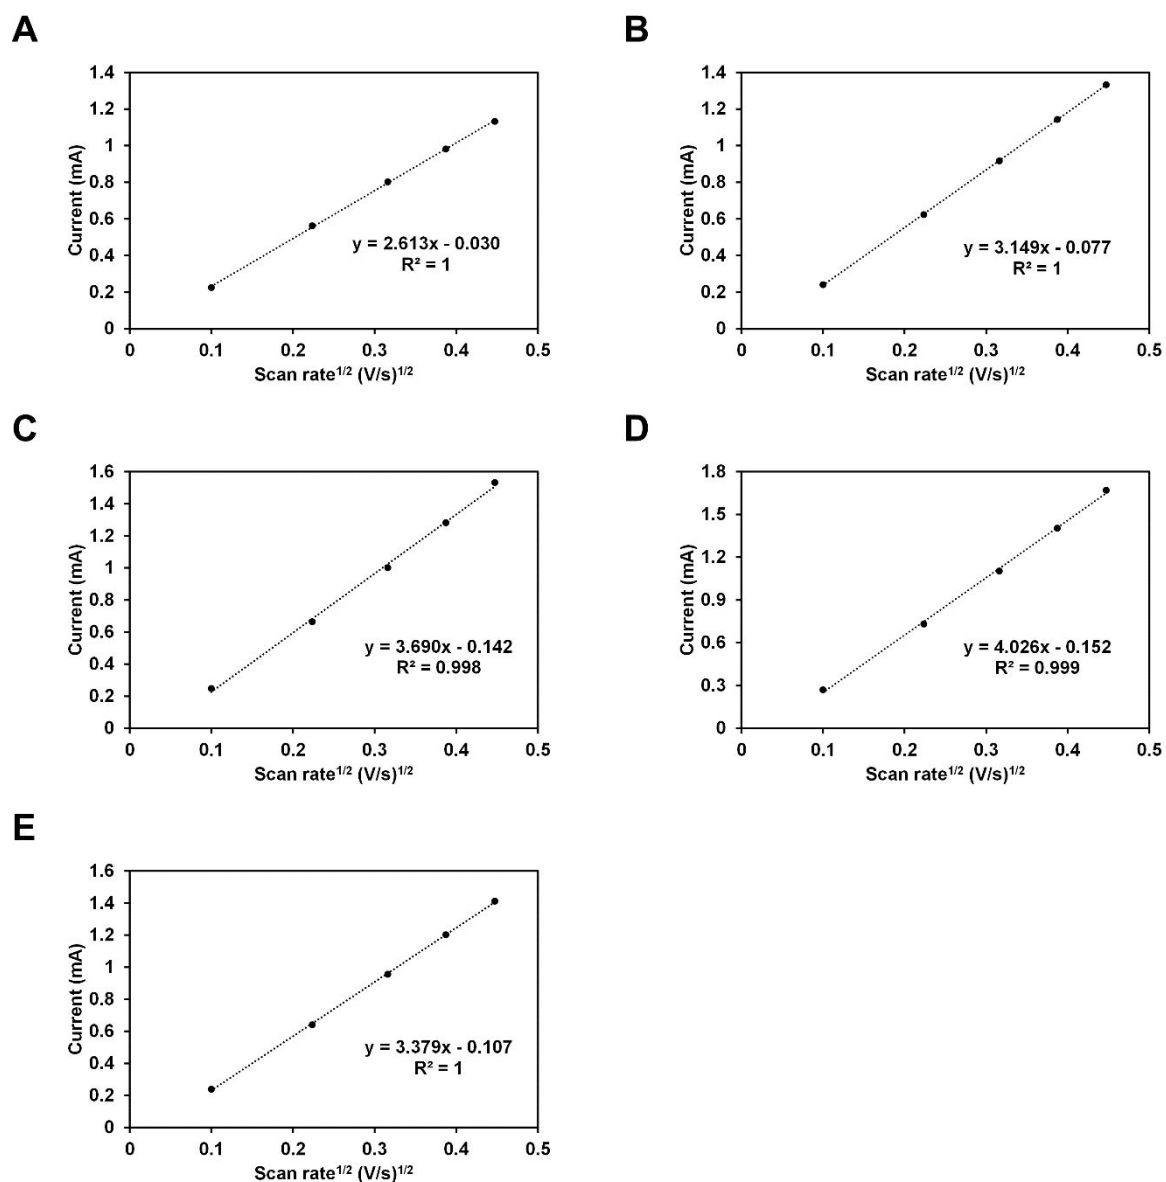 A
1.4
1.2
1
0.8
0.6
0.4
0.2
0
Current (mA)
y = 2.613x - 0.030
R² = 1
0 0.1 0.2 0.3 0.4 0.5
Scan rate¹/² (V/s)¹/²
B
1.4
1.2
1
0.8
0.6
0.4
0.2
0
Current (mA)
y = 3.149x - 0.077
R² = 1
0 0.1 0.2 0.3 0.4 0.5
Scan rate¹/² (V/s)¹/²
C
1.6
1.4
1.2
1
0.8
0.6
0.4
0.2
0
Current (mA)
y = 3.690x - 0.142
R² = 0.998
0 0.1 0.2 0.3 0.4 0.5
Scan rate¹/² (V/s)¹/²
D
1.8
1.5
1.2
0.9
0.6
0.3
0
Current (mA)
y = 4.026x - 0.152
R² = 0.999
0 0.1 0.2 0.3 0.4 0.5
Scan rate¹/² (V/s)¹/²
E
1.6
1.4
1.2
1
0.8
0.6
0.4
0.2
0
Current (mA)
y = 3.379x - 0.107
R² = 1
0 0.1 0.2 0.3 0.4 0.5
Scan rate¹/² (V/s)¹/²